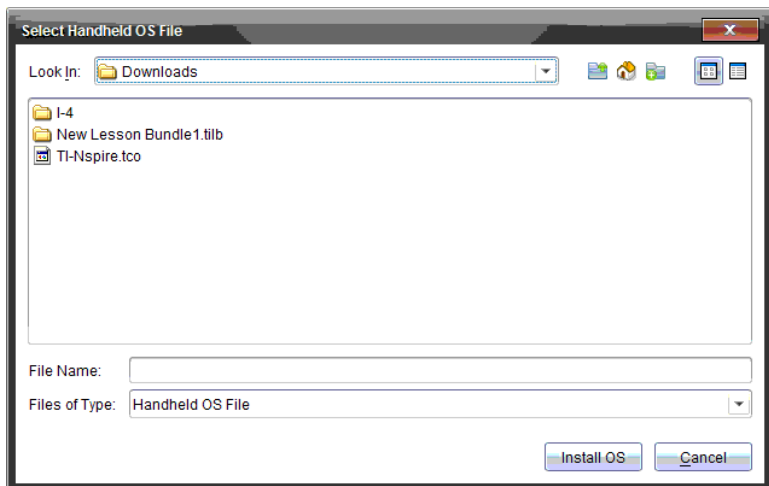 Select Handheld OS File
Look In: Downloads
I-4
New Lesson Bundle1.tilb
TI-Nspire.tco
File Name:
Files of Type: Handheld OS File
Install OS Cancel